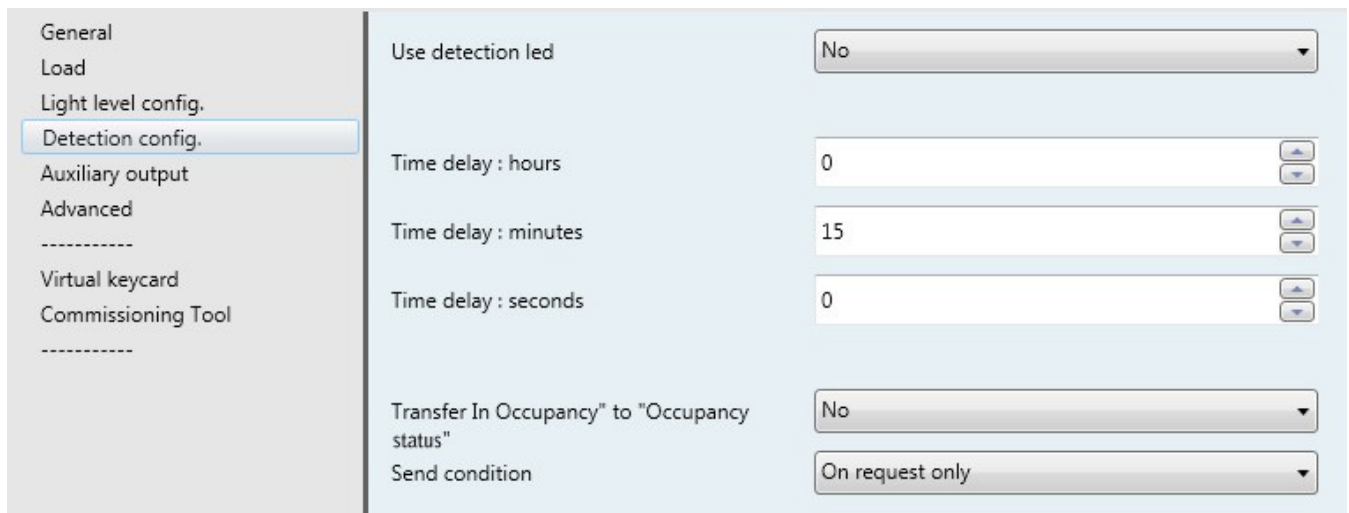 General
Load
Light level config.
Detection config.
Auxiliary output
Advanced
-----------
Virtual keycard
Commissioning Tool
-----------
Use detection led
No
Time delay : hours
0
Time delay : minutes
15
Time delay : seconds
0
Transfer In Occupancy" to "Occupancy
status"
No
Send condition
On request only